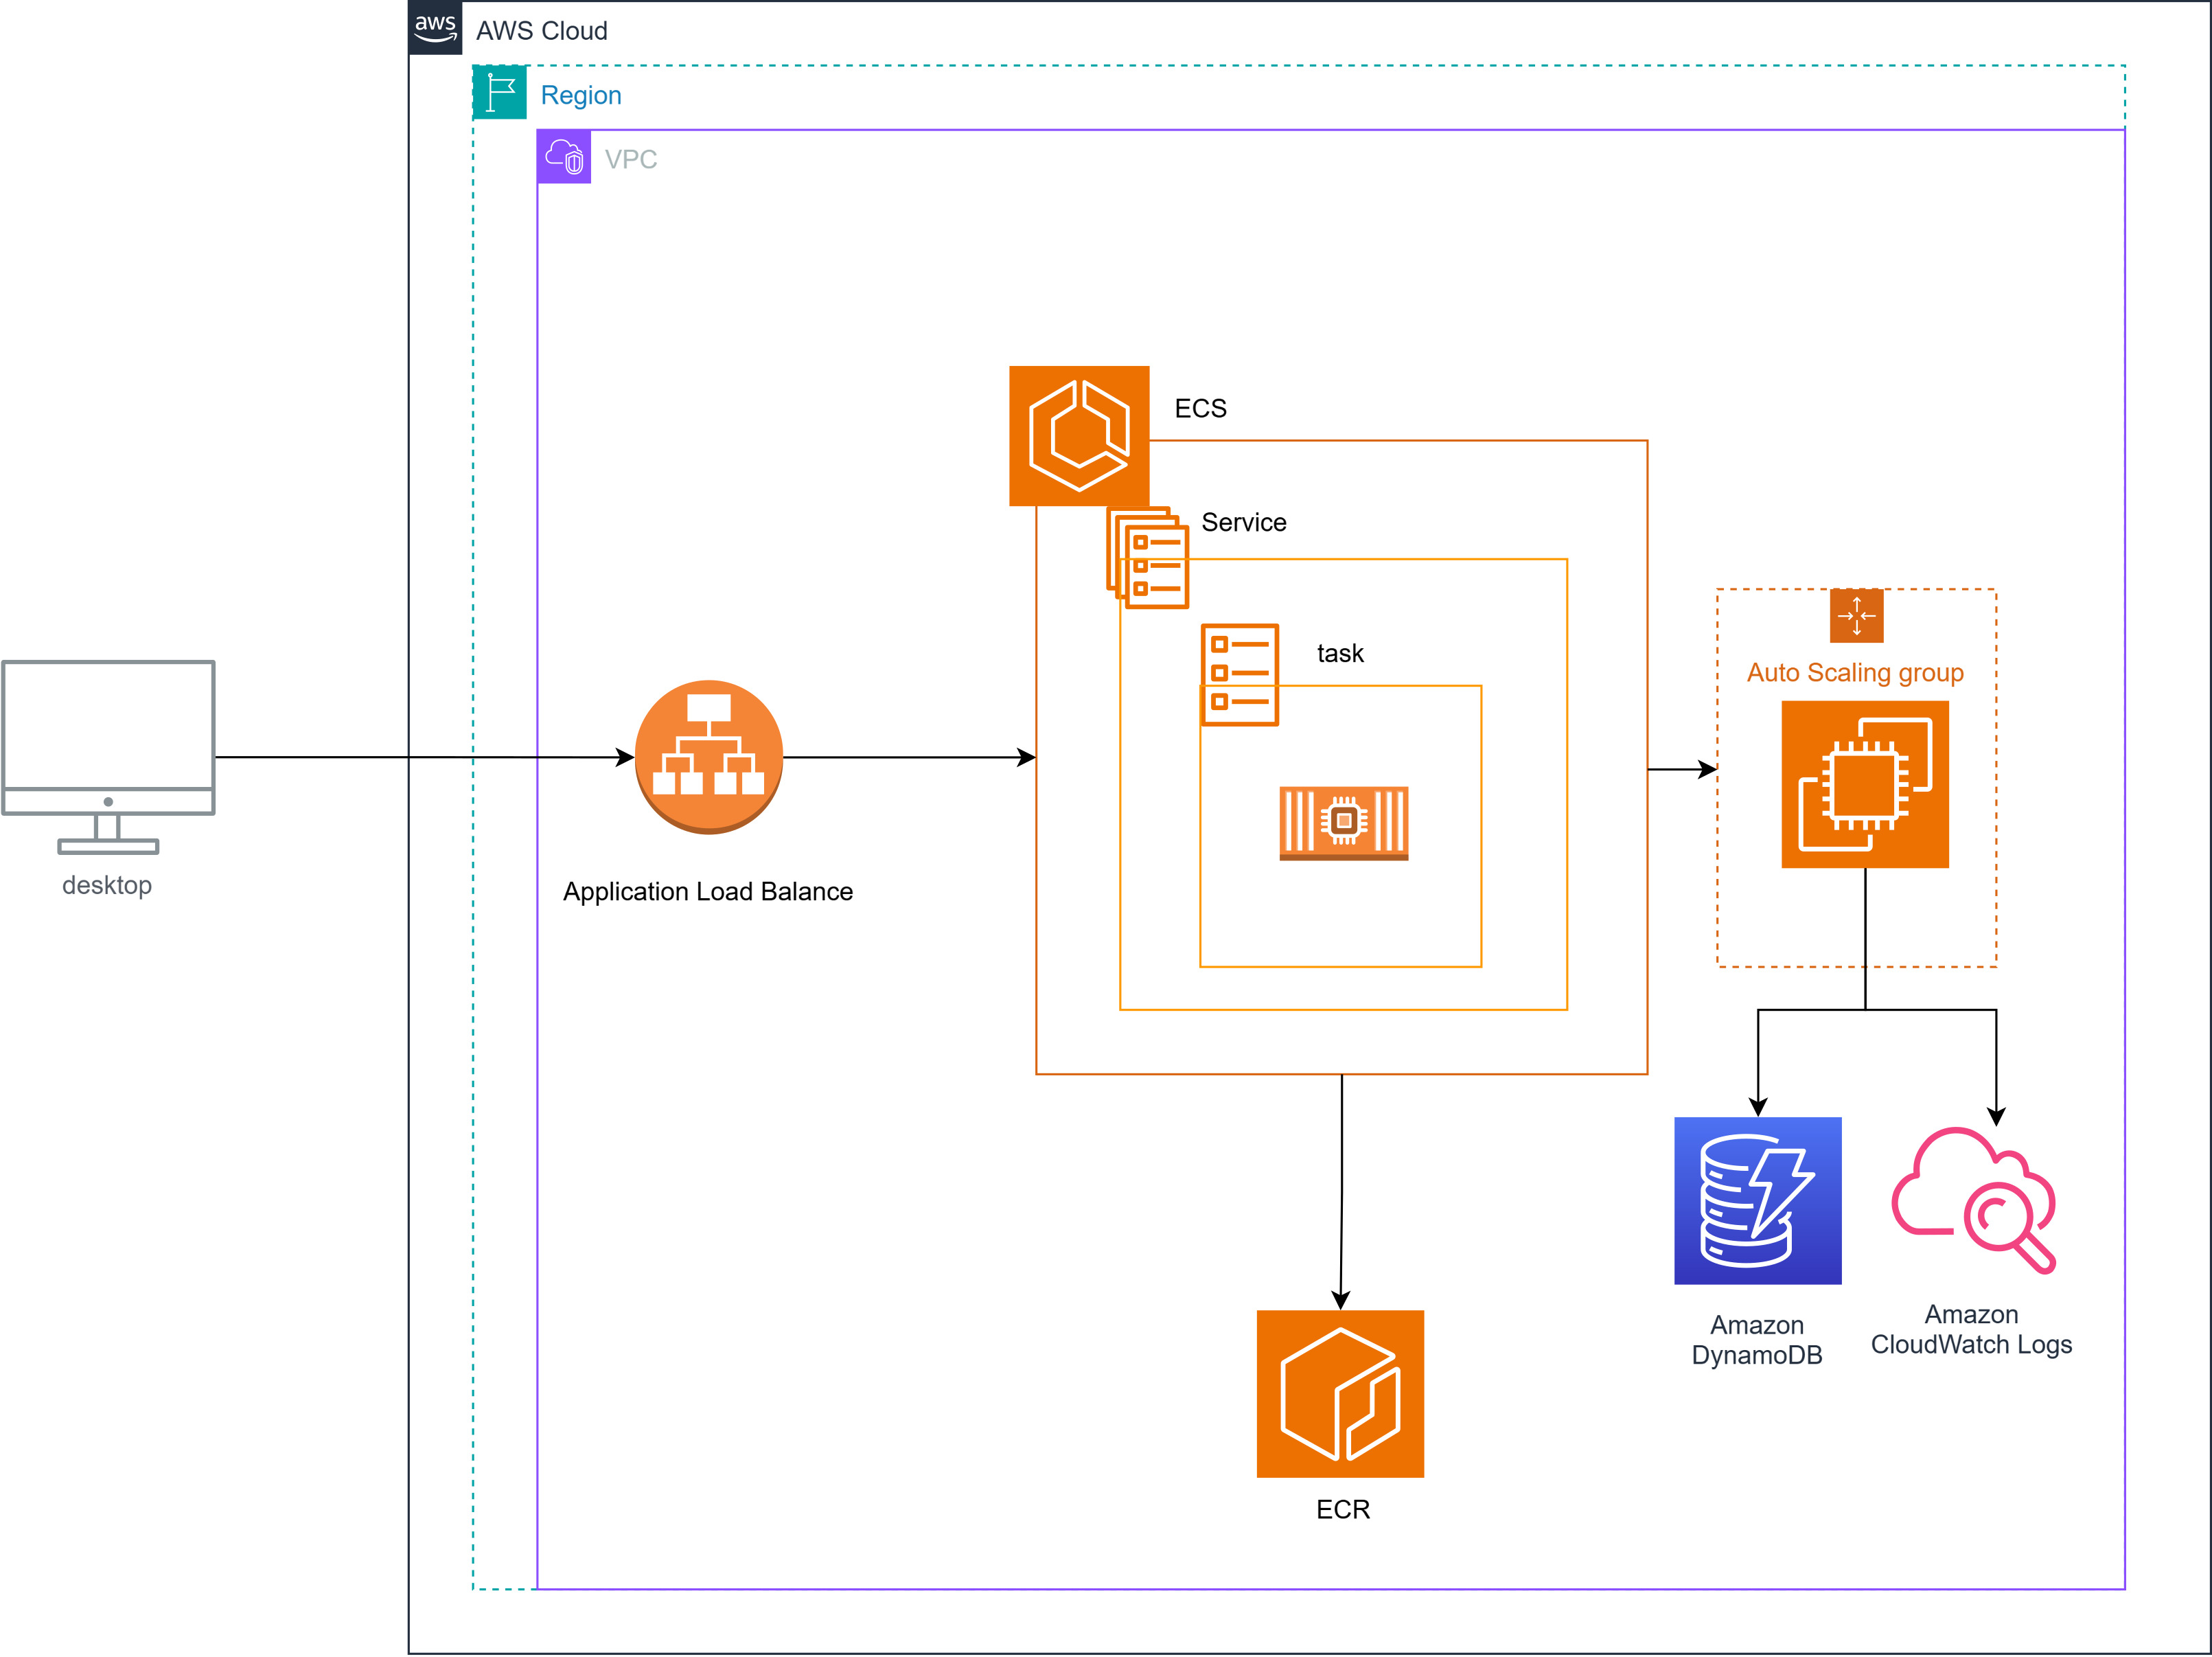 aws
AWS Cloud
Region
VPC
ECS
Service
task
Auto Scaling group
desktop
Application Load Balance
Amazon
DynamoDB
Amazon
CloudWatch Logs
ECR